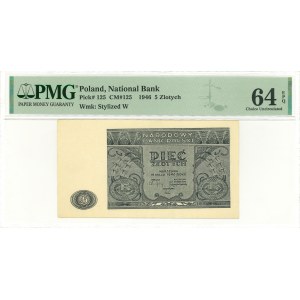 PMG
PAPER MONEY GUARANTY
Poland, National Bank
Pick# 125 CM#125 1946 5 Zlotych
Wmk: Stylized W
64 EPQ
Choice Uncirculated
NARODOWY
BANK POLSKI
PIĘĆ
ZŁOTYCH
5